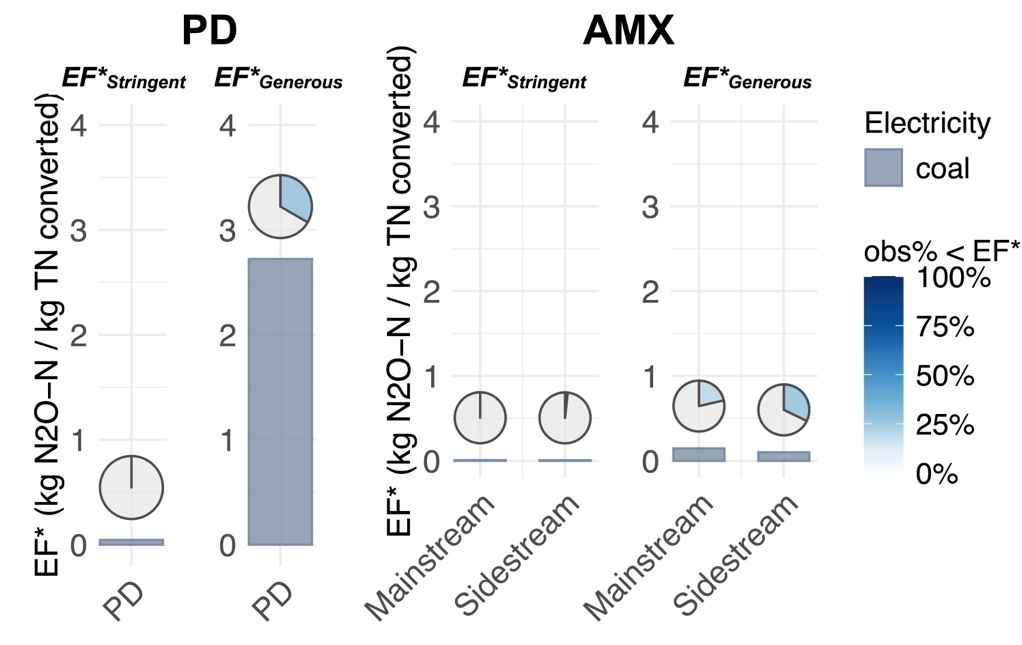 PD
AMX
EF*Stringent
EF*Generous
EF*Stringent
EF*Generous
EF* (kg N2O−N / kg TN converted)
4
3
2
1
0
PD
4
3
2
1
0
PD
EF* (kg N2O−N / kg TN converted)
4
3
2
1
0
Mainstream
Sidestream
4
3
2
1
0
Mainstream
Sidestream
Electricity
coal
obs% < EF*
100%
75%
50%
25%
0%